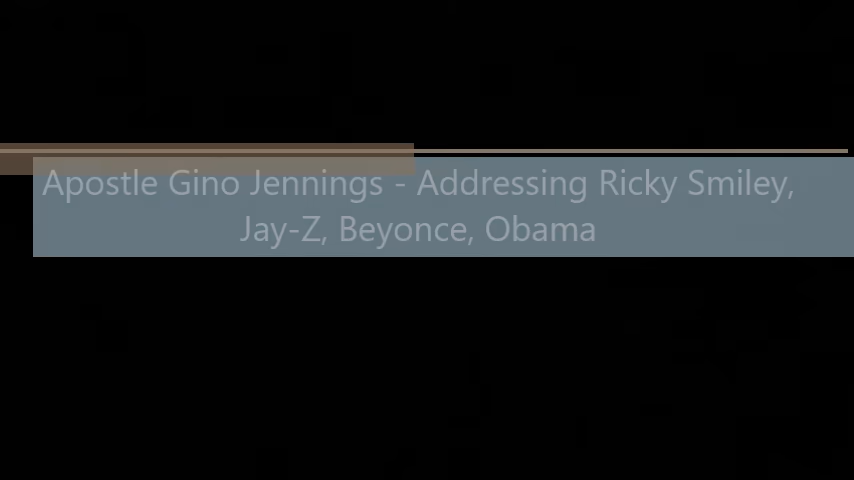 Apostle Gino Jennings - Addressing Ricky Smiley,
Jay-Z, Beyonce, Obama